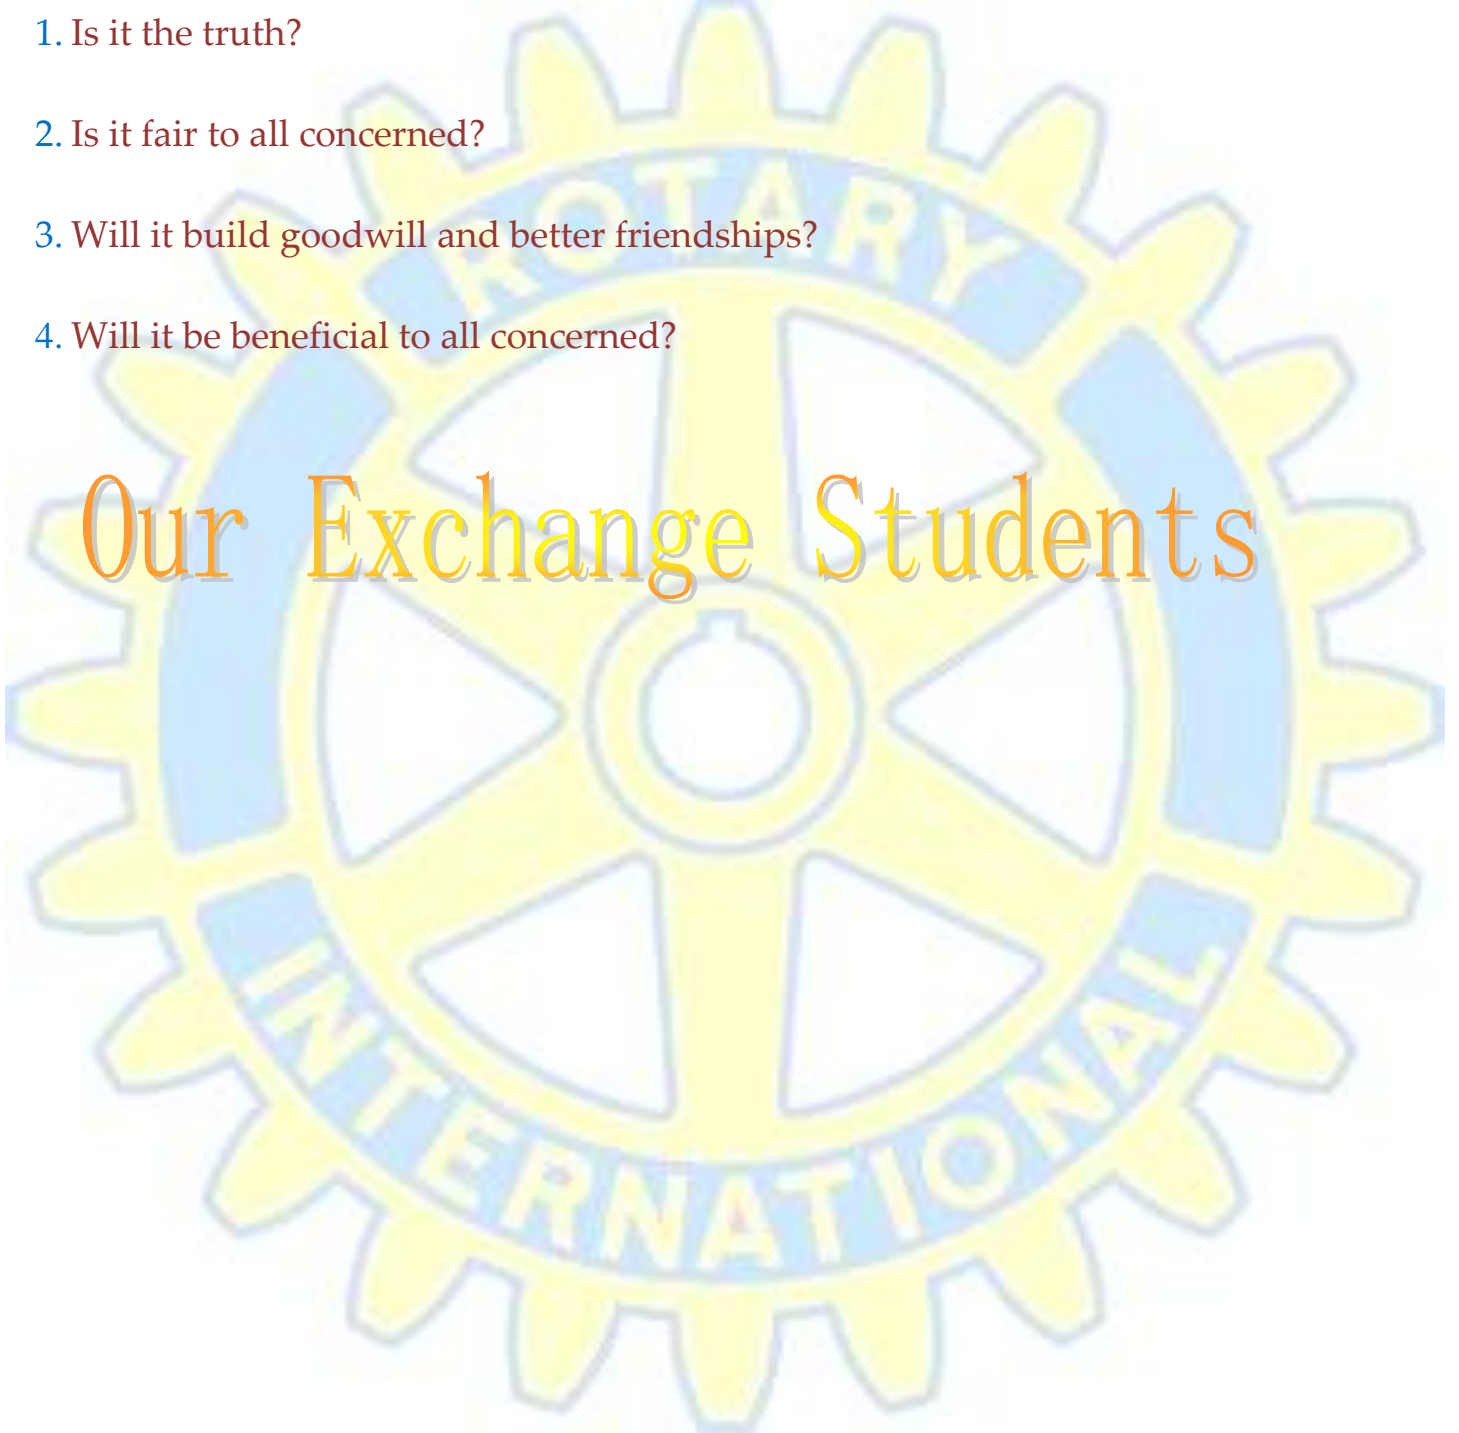 1. Is it the truth?
2. Is it fair to all concerned?
3. Will it build goodwill and better friendships?
4. Will it be beneficial to all concerned?
Our Exchange Students
ROTARY
INTERNATIONAL